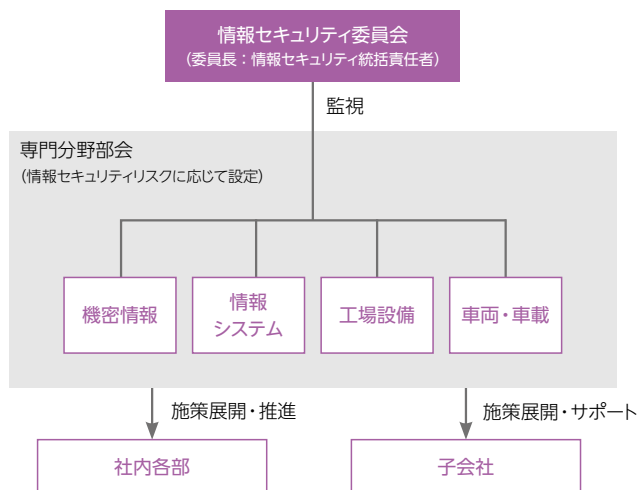 情報セキュリティ委員会
(委員長：情報セキュリティ統括責任者)
監視
専門分野部会
(情報セキュリティリスクに応じて設定)
機密情報
情報
システム
工場設備
車両・車載
施策展開・推進
施策展開・サポート
社内各部
子会社